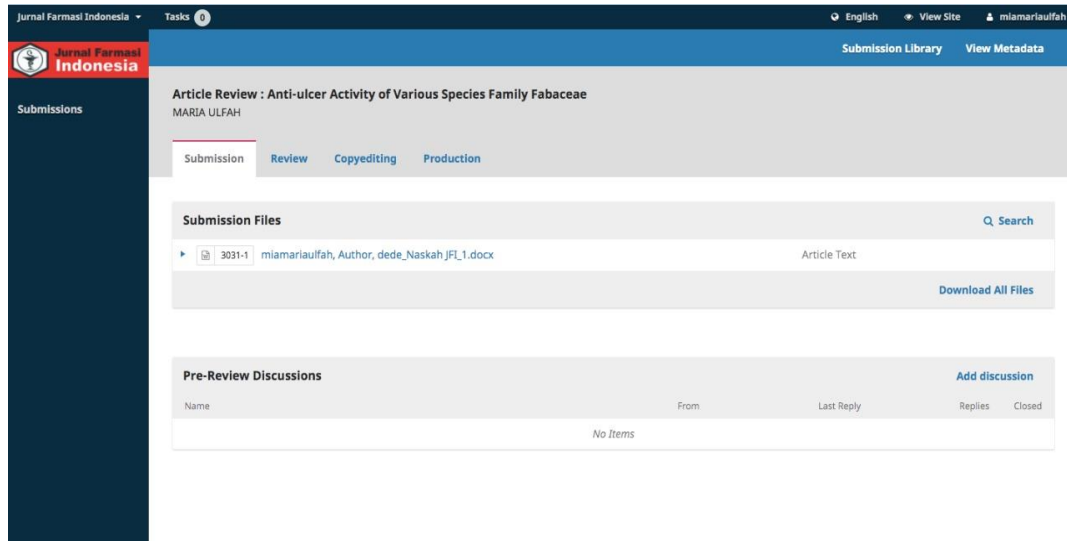 Jurnal Farmasi Indonesia Tasks 0 English View Site miamariaulfah
Jurnal Farmasi Indonesia Submission Library View Metadata
Submissions
Article Review : Anti-ulcer Activity of Various Species Family Fabaceae
MARIA ULFAH
Submission Review Copyediting Production
Submission Files Search
3031-1 miamariaulfah, Author, dede_Naskah JFI_1.docx Article Text
Download All Files
Pre-Review Discussions Add discussion
Name From Last Reply Replies Closed
No Items